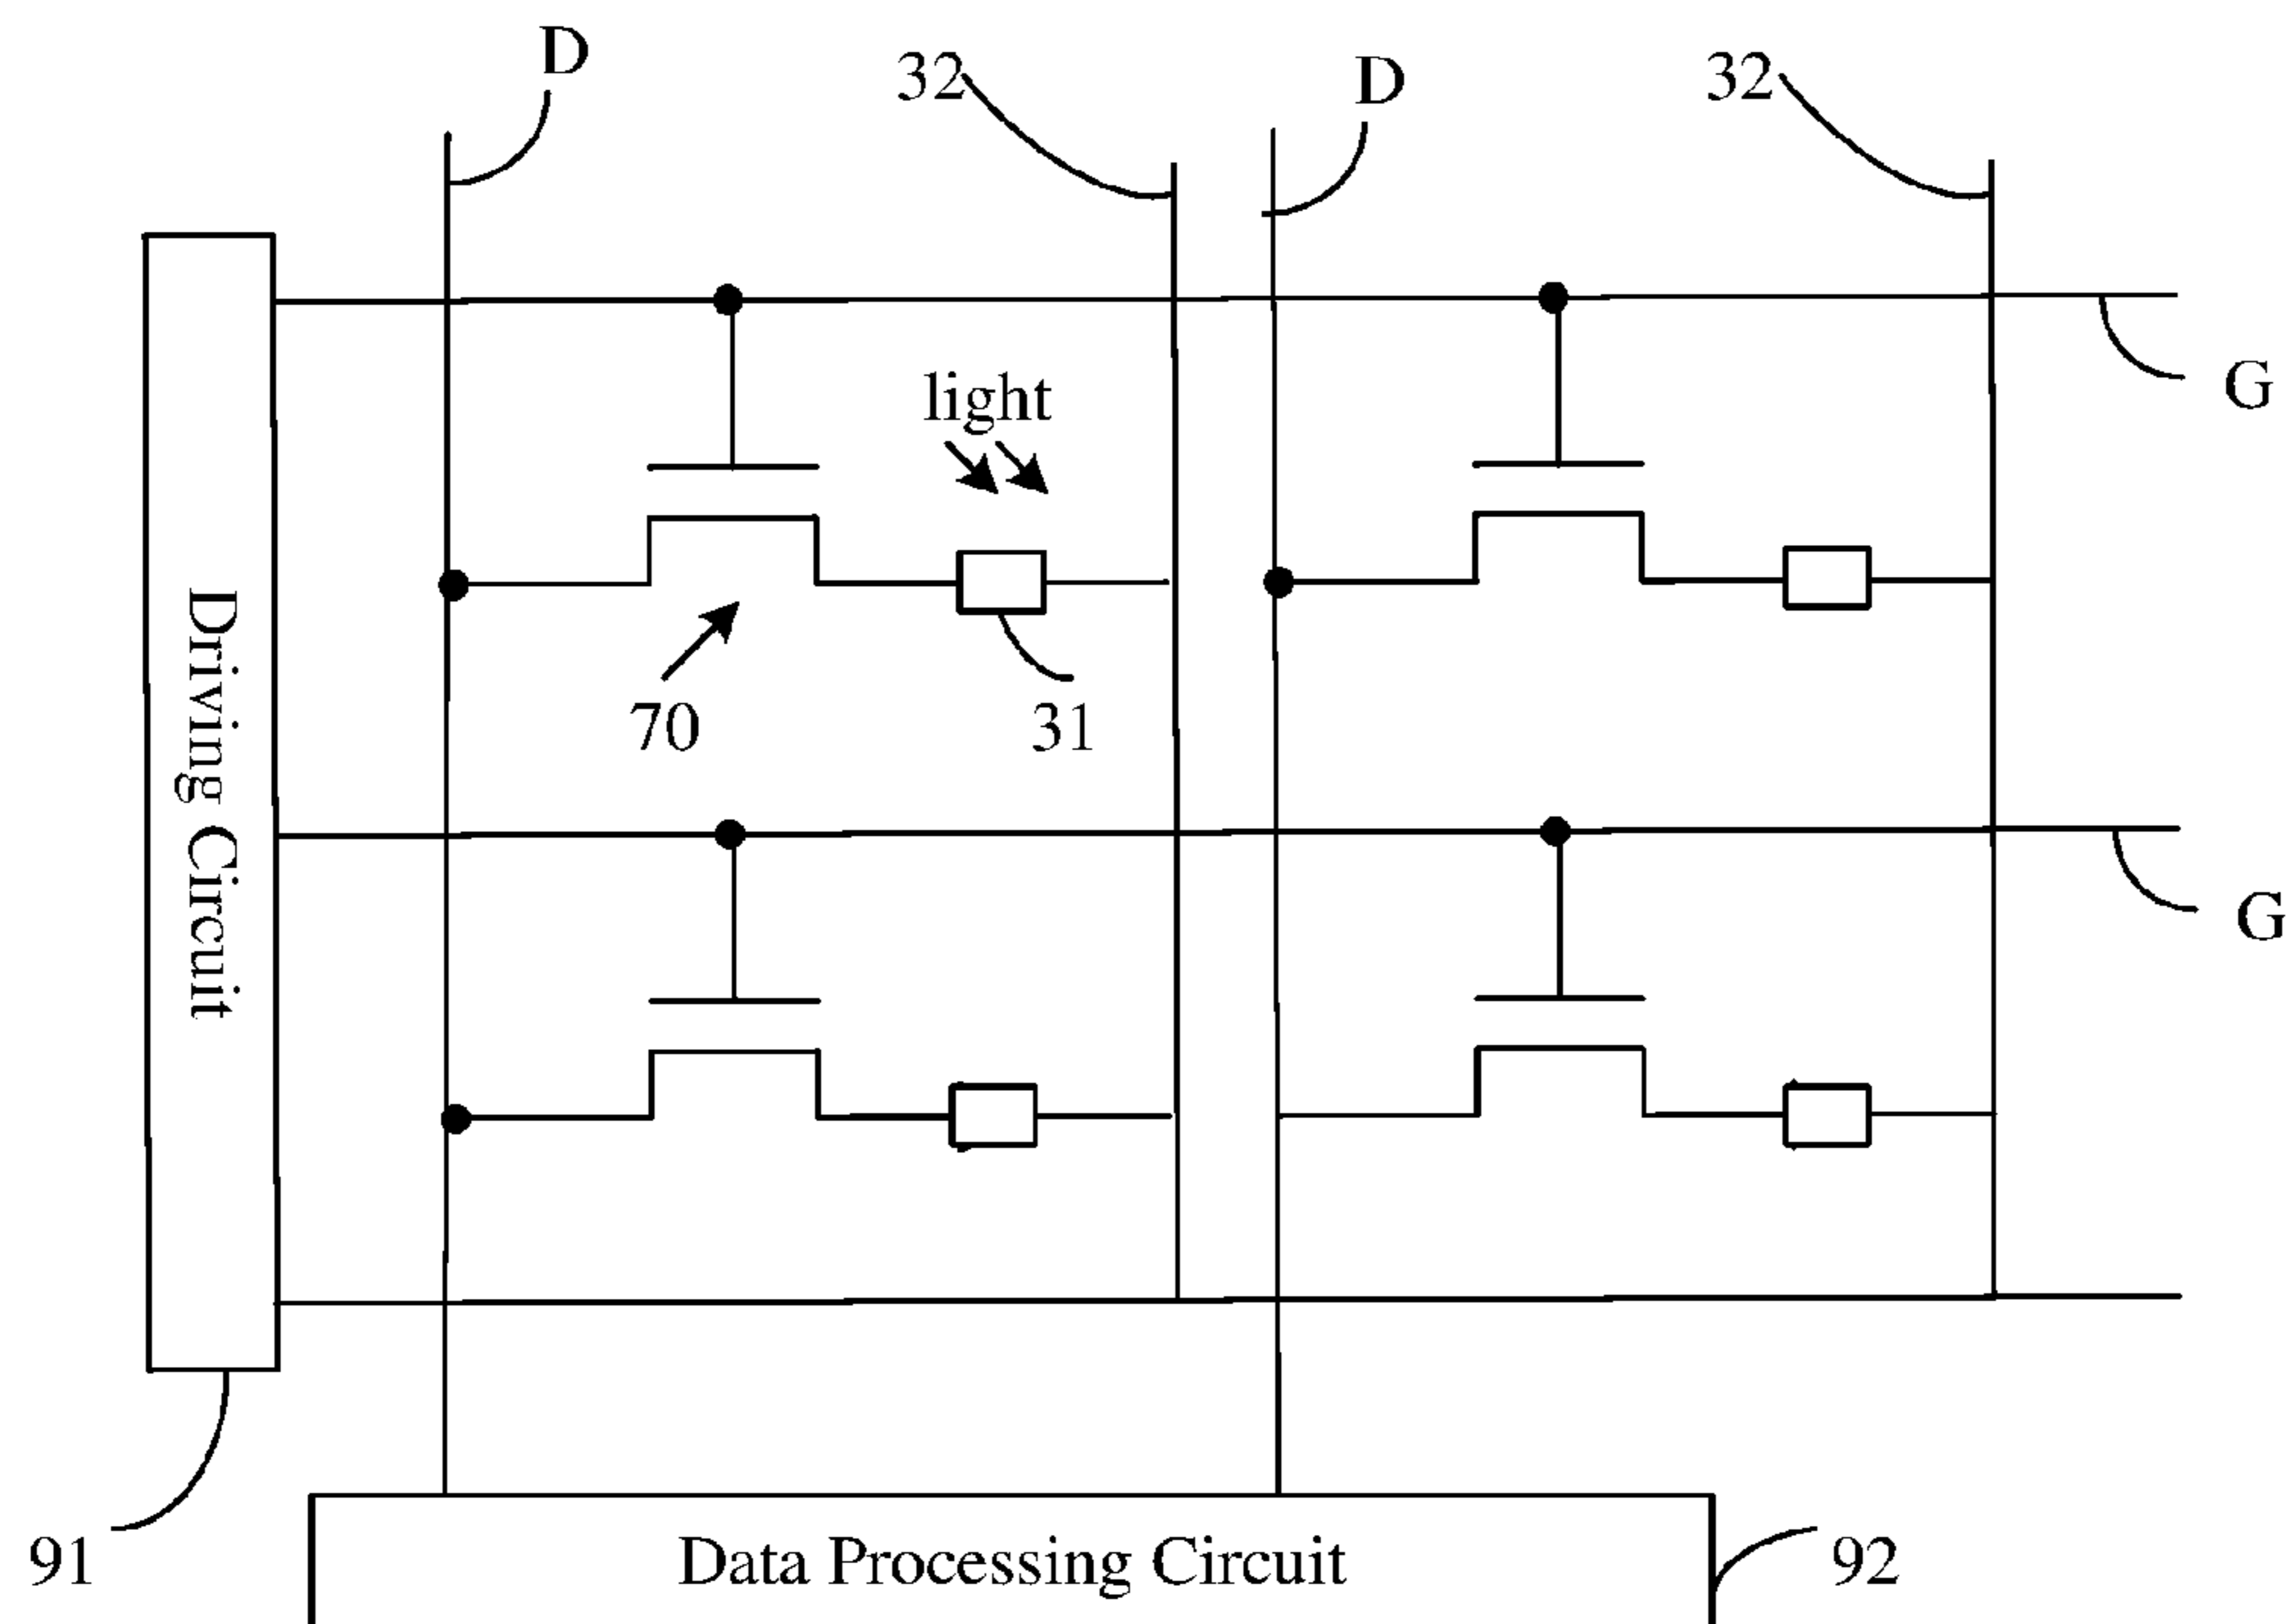 D
32
D
32
light
G
70
31
Driving Circuit
G
91
Data Processing Circuit
92